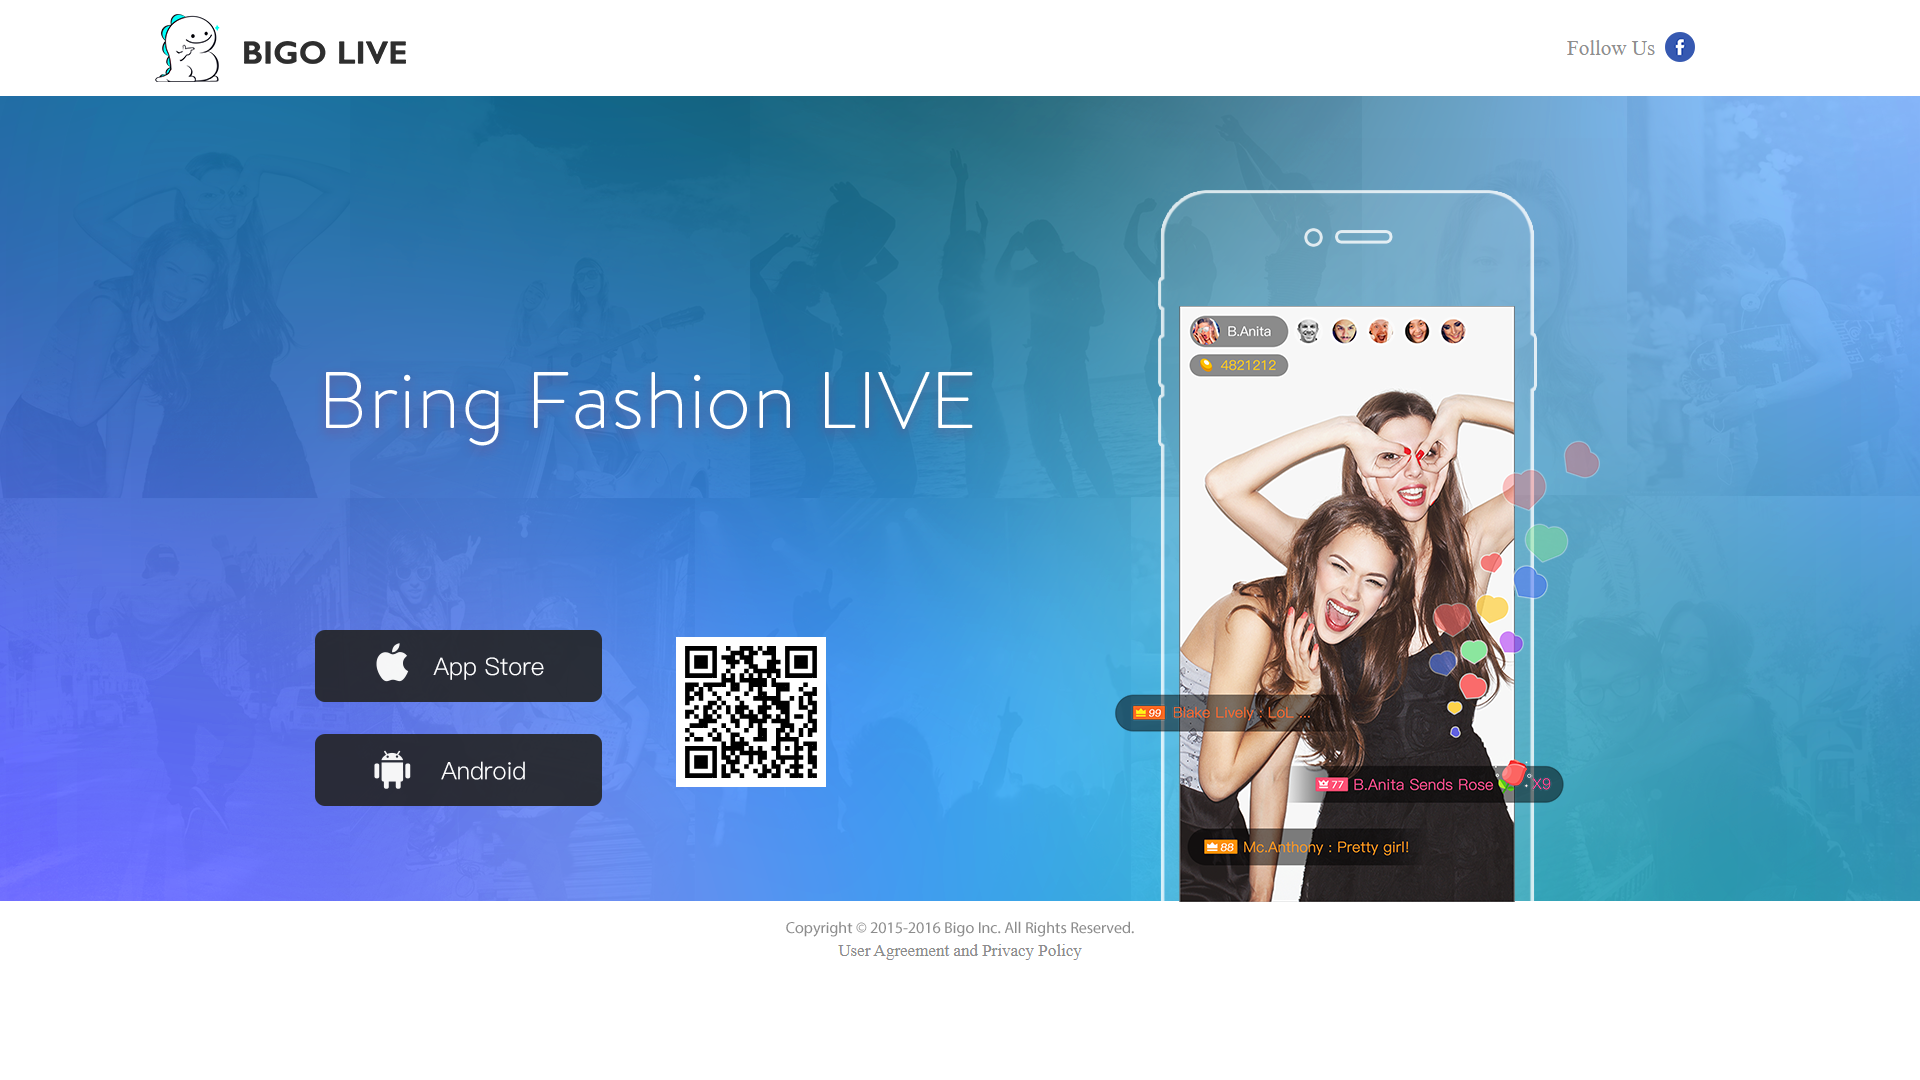 BIGO LIVE
Follow Us
Bring Fashion LIVE
App Store
Android
B.Anita
4821212
99 Blake Lively : LoL ...
77 B.Anita Sends Rose X9
88 Mc.Anthony : Pretty girl!
Copyright © 2015-2016 Bigo Inc. All Rights Reserved.
User Agreement and Privacy Policy